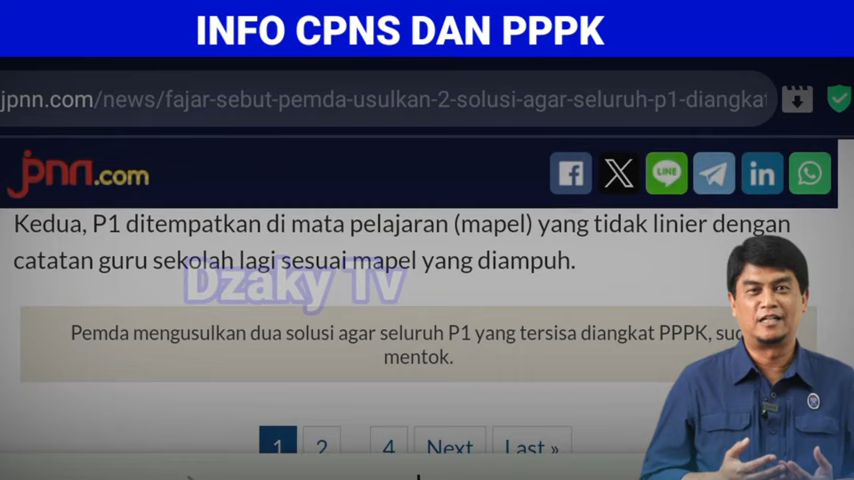 INFO CPNS DAN PPPK
jpnn.com/news/fajar-sebut-pemda-usulkan-2-solusi-agar-seluruh-p1-diangkat
jpnn.com
LINE
Kedua, P1 ditempatkan di mata pelajaran (mapel) yang tidak linier dengan
catatan guru sekolah lagi sesuai mapel yang diampuh.
Dzaky Tv
Pemda mengusulkan dua solusi agar seluruh P1 yang tersisa diangkat PPPK,
mentok.
1 2 4 Next Last »